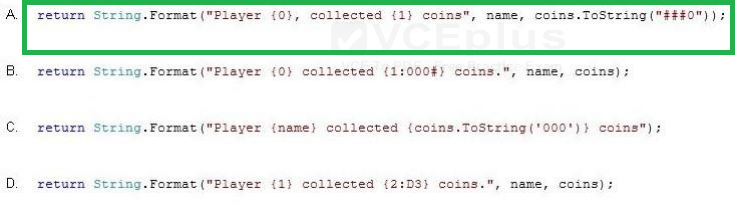 A. return String.Format("Player {0}, collected {1} coins", name, coins.ToString("###0"));
VCEplus
B. return String.Format("Player {0} collected {1:000#} coins.", name, coins);
C. return String.Format("Player {name} collected {coins.ToString('000')} coins");
D. return String.Format("Player {1} collected {2:D3} coins.", name, coins);